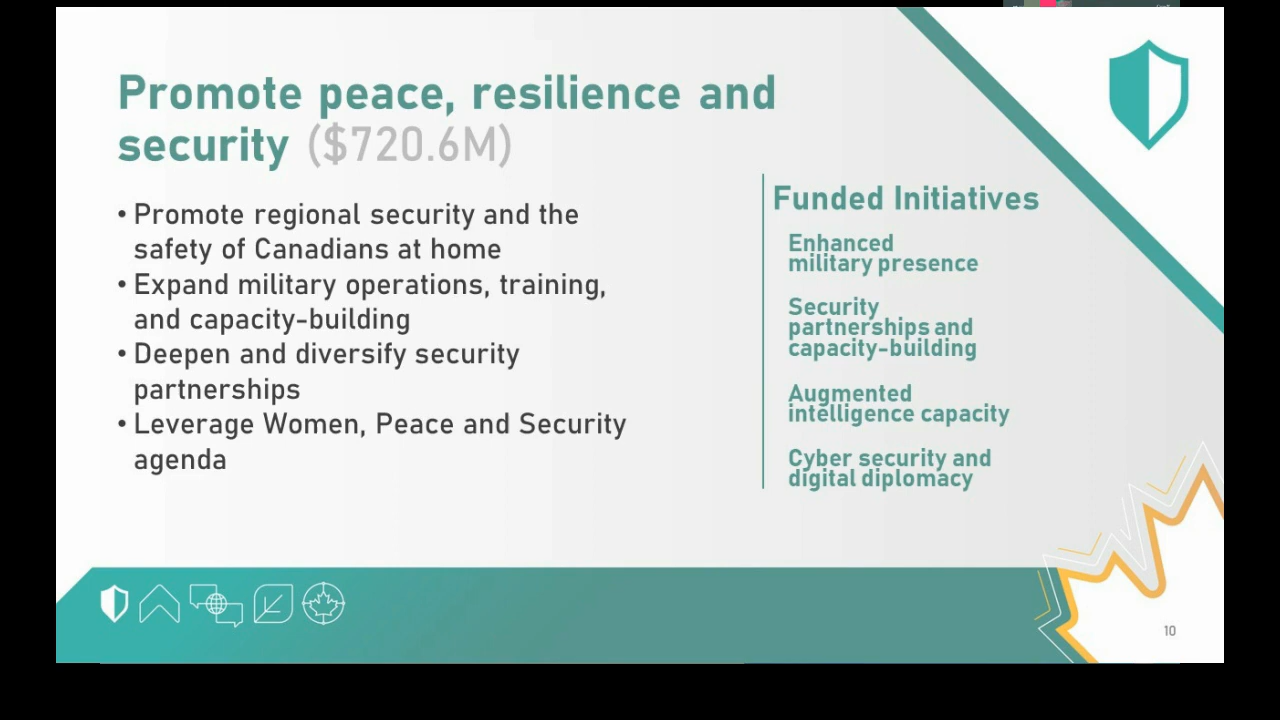 Promote peace, resilience and
security ($720.6M)
• Promote regional security and the
safety of Canadians at home
• Expand military operations, training,
and capacity-building
• Deepen and diversify security
partnerships
• Leverage Women, Peace and Security
agenda
Funded Initiatives
Enhanced
military presence
Security
partnerships and
capacity-building
Augmented
intelligence capacity
Cyber security and
digital diplomacy
10